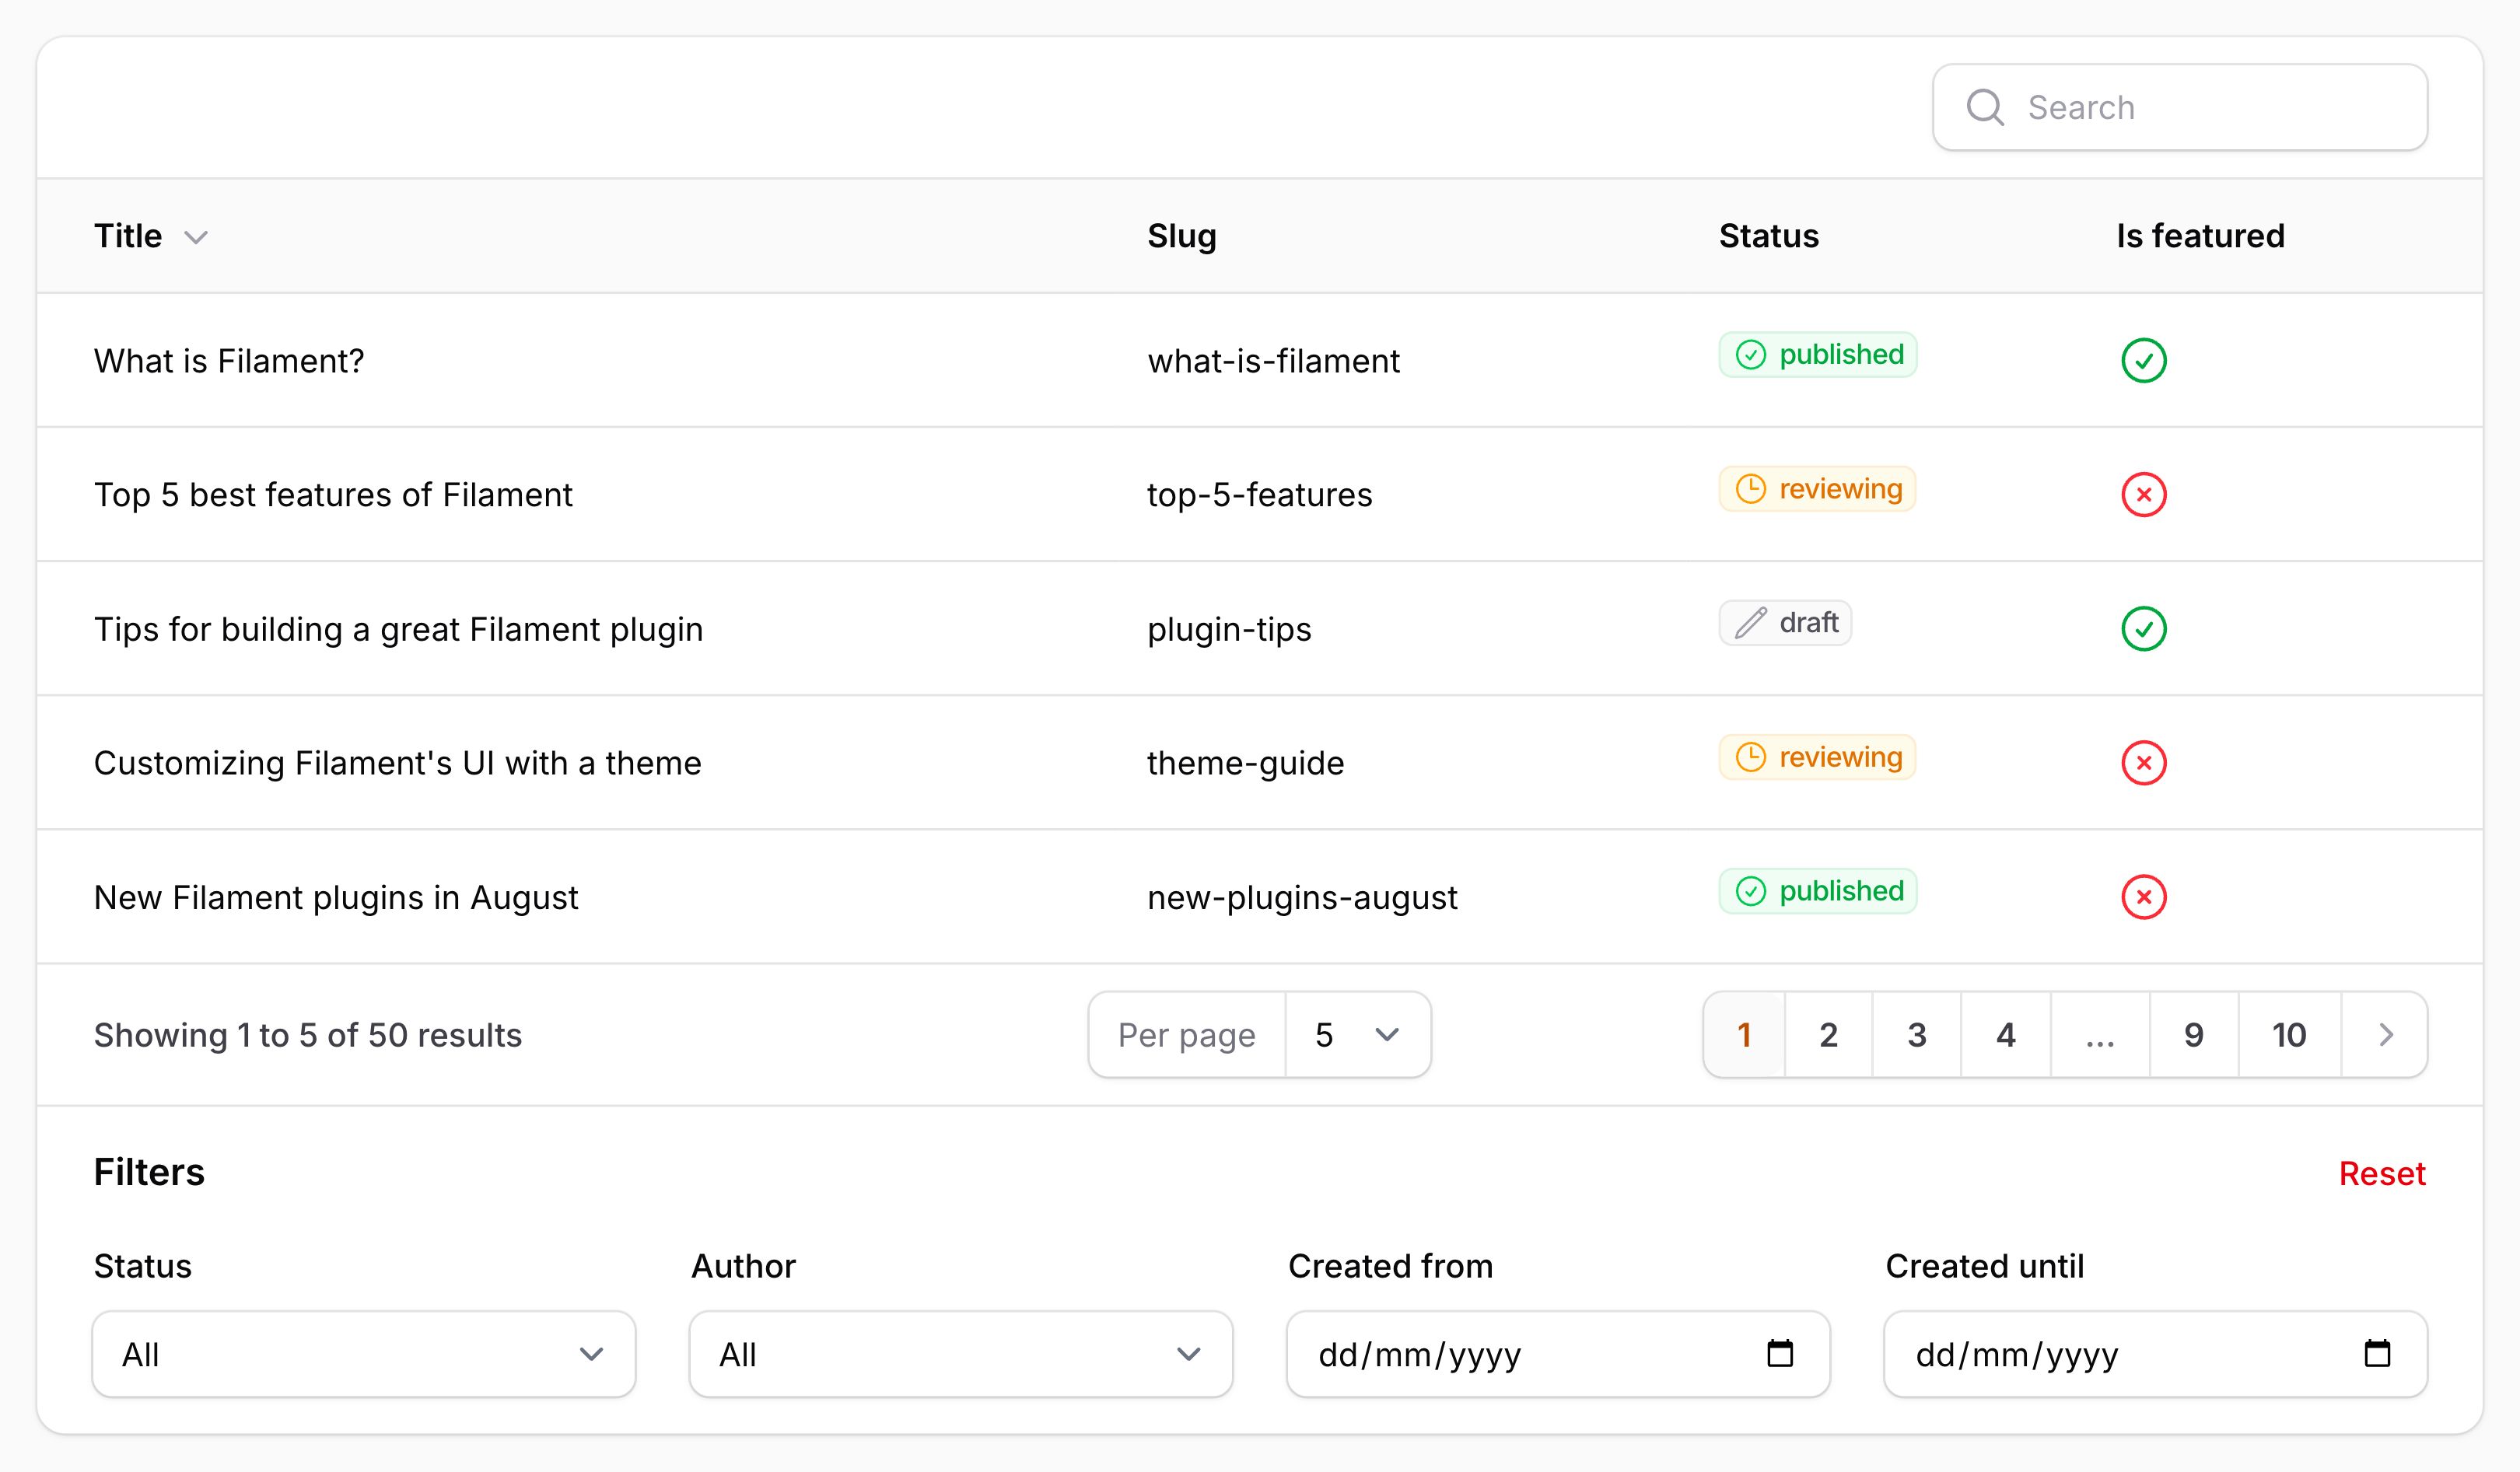 Search
Title Slug Status Is featured
What is Filament? what-is-filament published
Top 5 best features of Filament top-5-features reviewing
Tips for building a great Filament plugin plugin-tips draft
Customizing Filament's UI with a theme theme-guide reviewing
New Filament plugins in August new-plugins-august published
Showing 1 to 5 of 50 results Per page 5 1 2 3 4 ... 9 10
Filters Reset
Status Author Created from Created until
All All dd/mm/yyyy dd/mm/yyyy